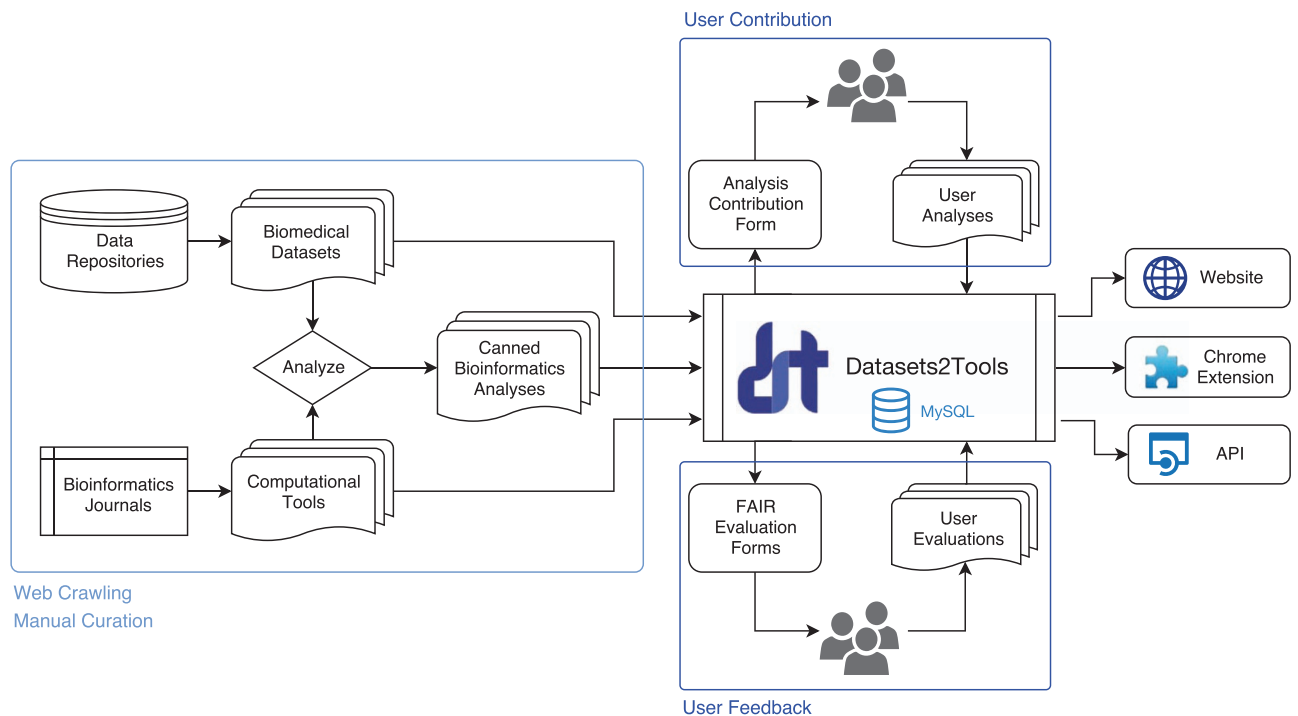 User Contribution
Analysis
Contribution
Form
User
Analyses
Data
Repositories
Biomedical
Datasets
Analyze
Canned
Bioinformatics
Analyses
Bioinformatics
Journals
Computational
Tools
Web Crawling
Manual Curation
dst
Datasets2Tools
MySQL
Website
Chrome
Extension
API
FAIR
Evaluation
Forms
User
Evaluations
User Feedback